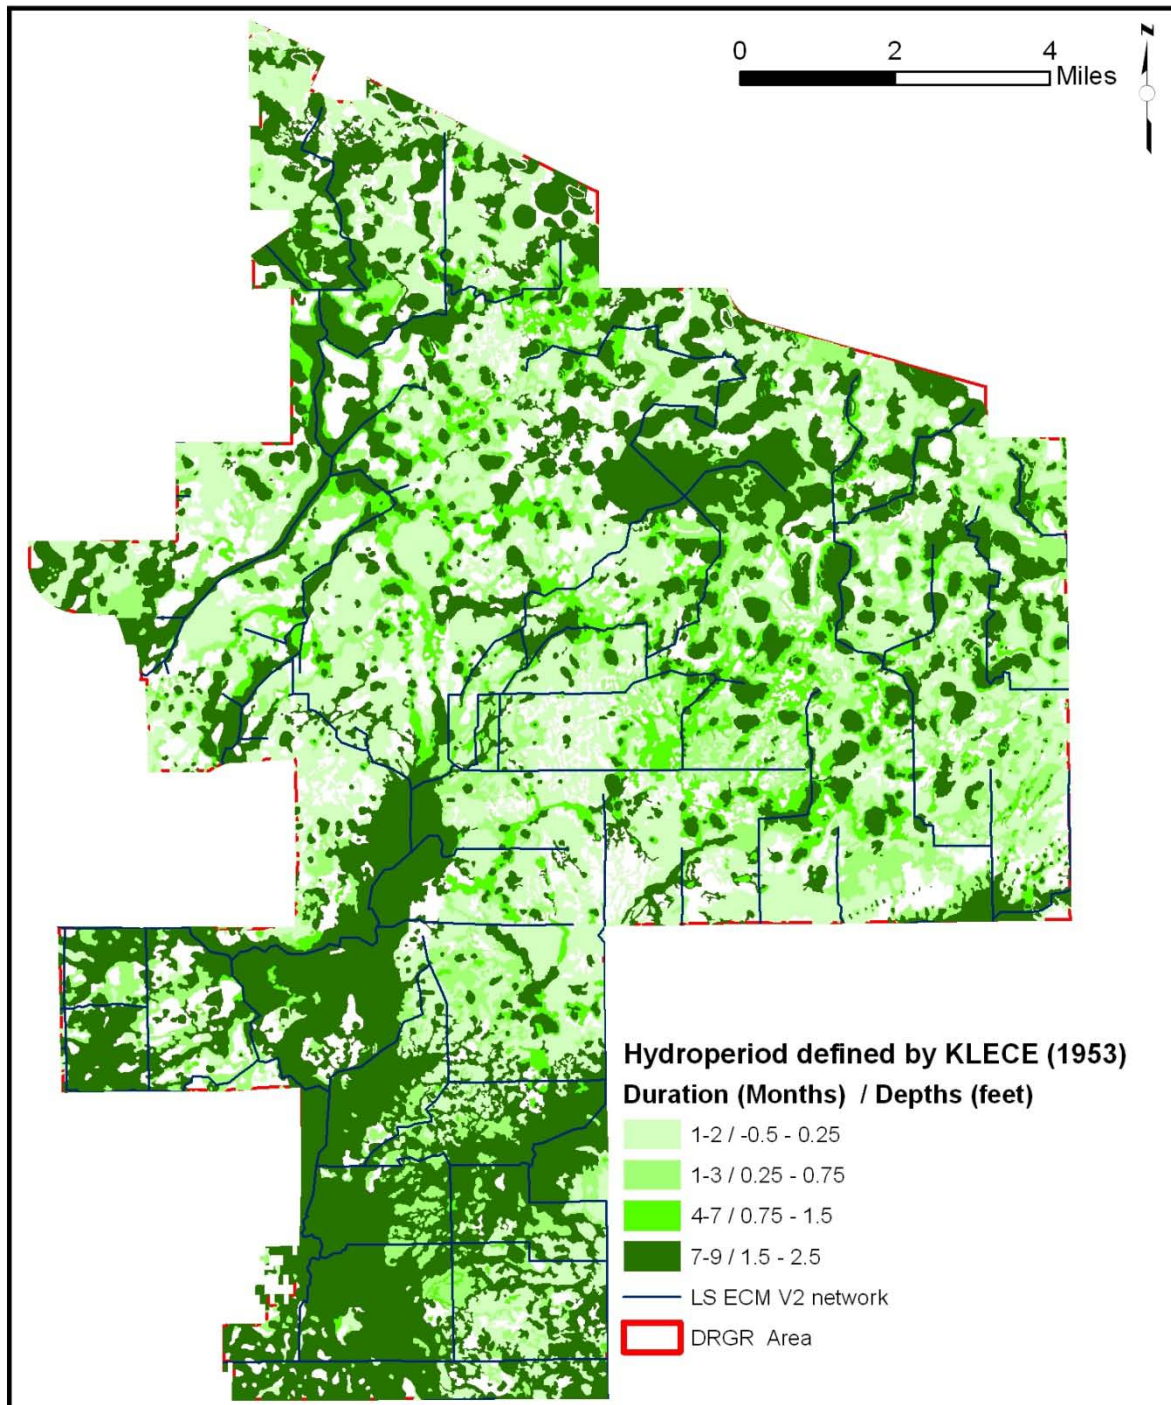 0 2 4
Miles
z
Hydroperiod defined by KLECE (1953)
Duration (Months) / Depths (feet)
1-2 / -0.5 - 0.25
1-3 / 0.25 - 0.75
4-7 / 0.75 - 1.5
7-9 / 1.5 - 2.5
LS ECM V2 network
DRGR Area